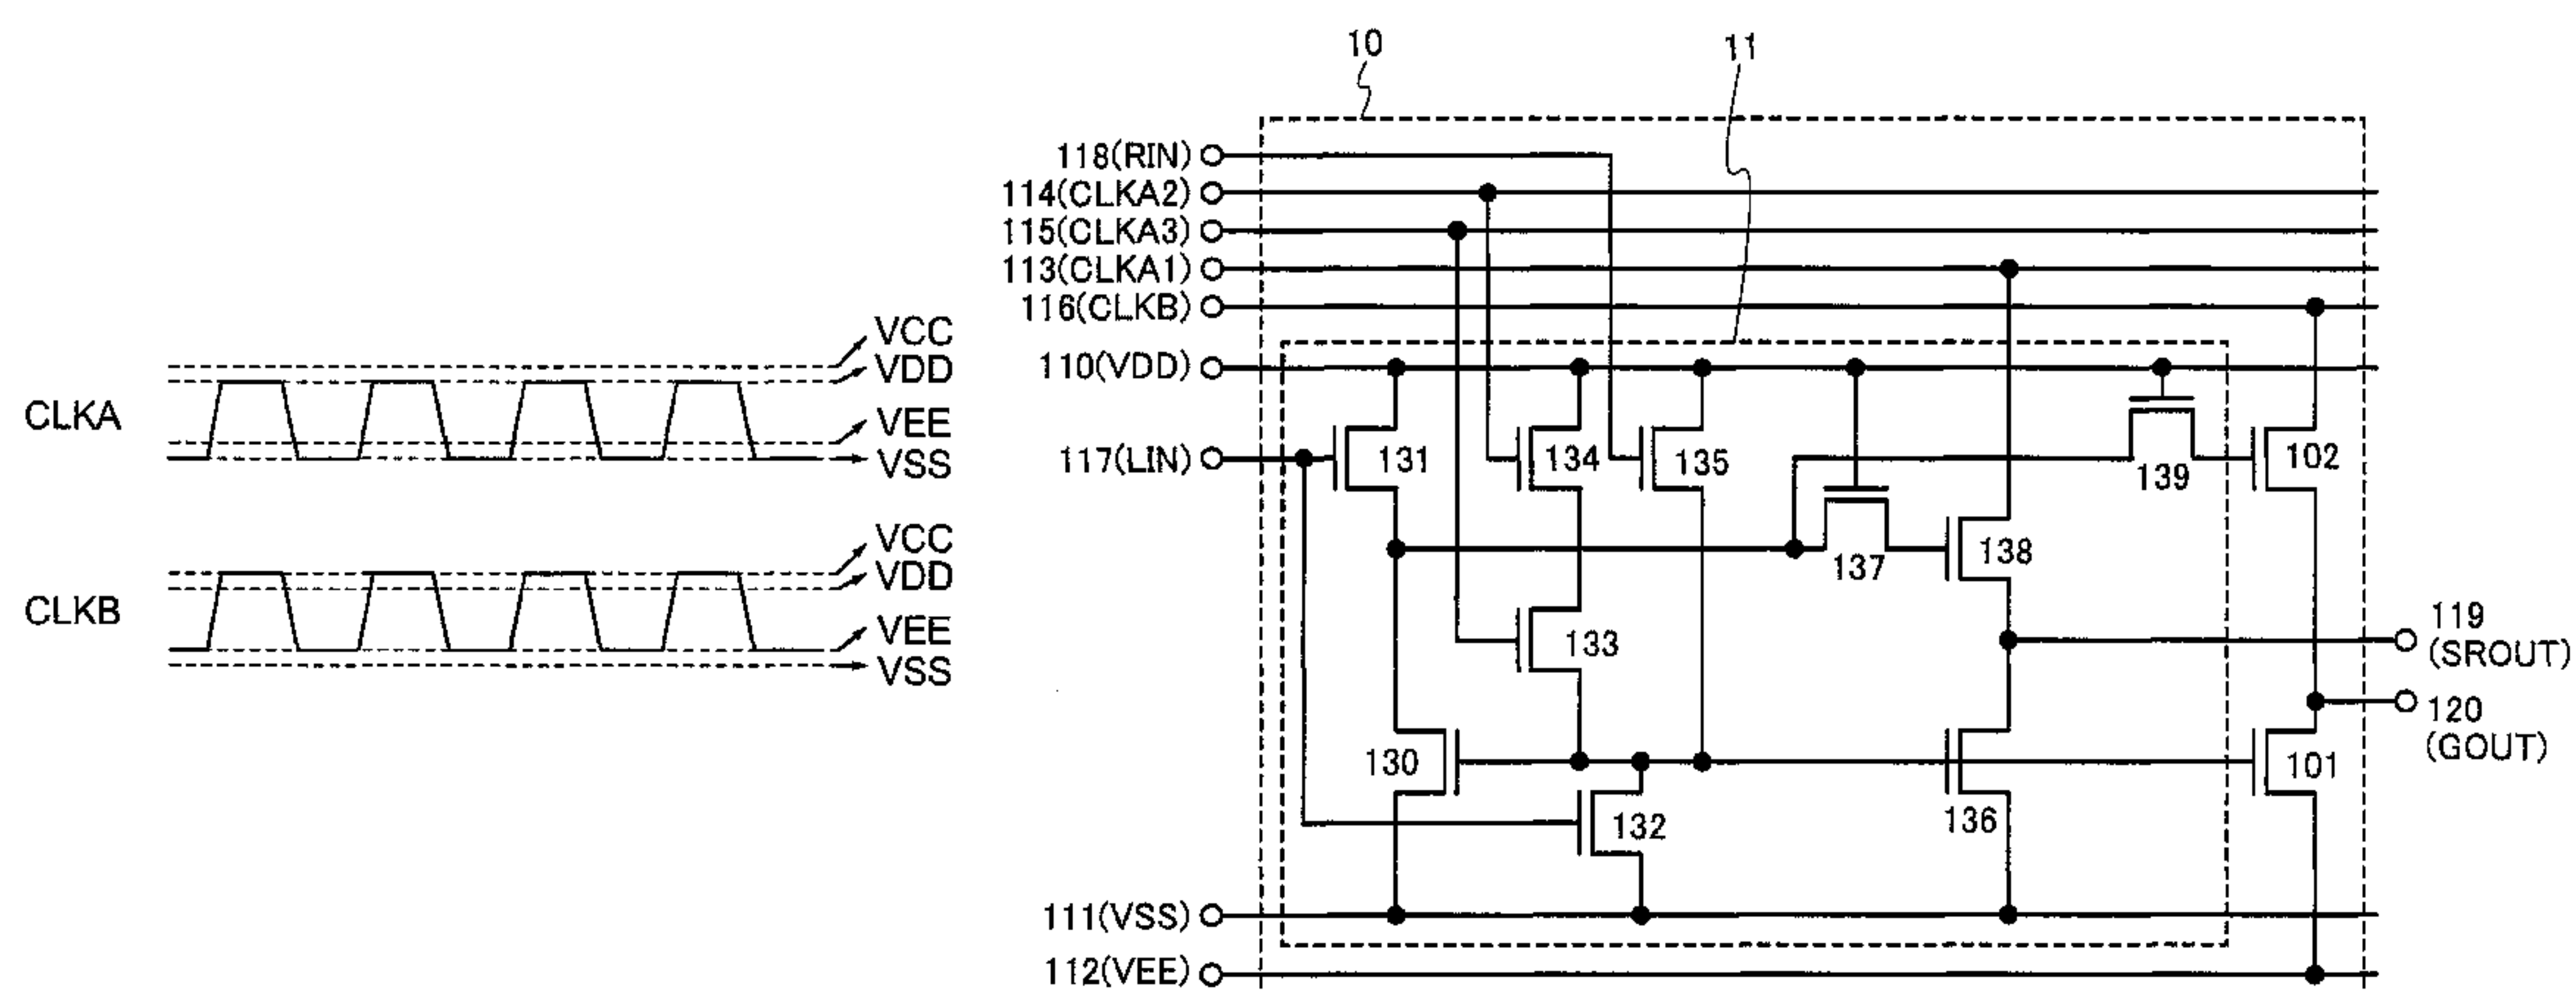 CLKA
VCC
VDD
VEE
VSS
CLKB
VCC
VDD
VEE
VSS
10
11
118(RIN)
114(CLKA2)
115(CLKA3)
113(CLKA1)
116(CLKB)
110(VDD)
117(LIN)
131
134
135
139
102
137
138
133
119
(SROUT)
120
(GOUT)
130
132
136
101
111(VSS)
112(VEE)